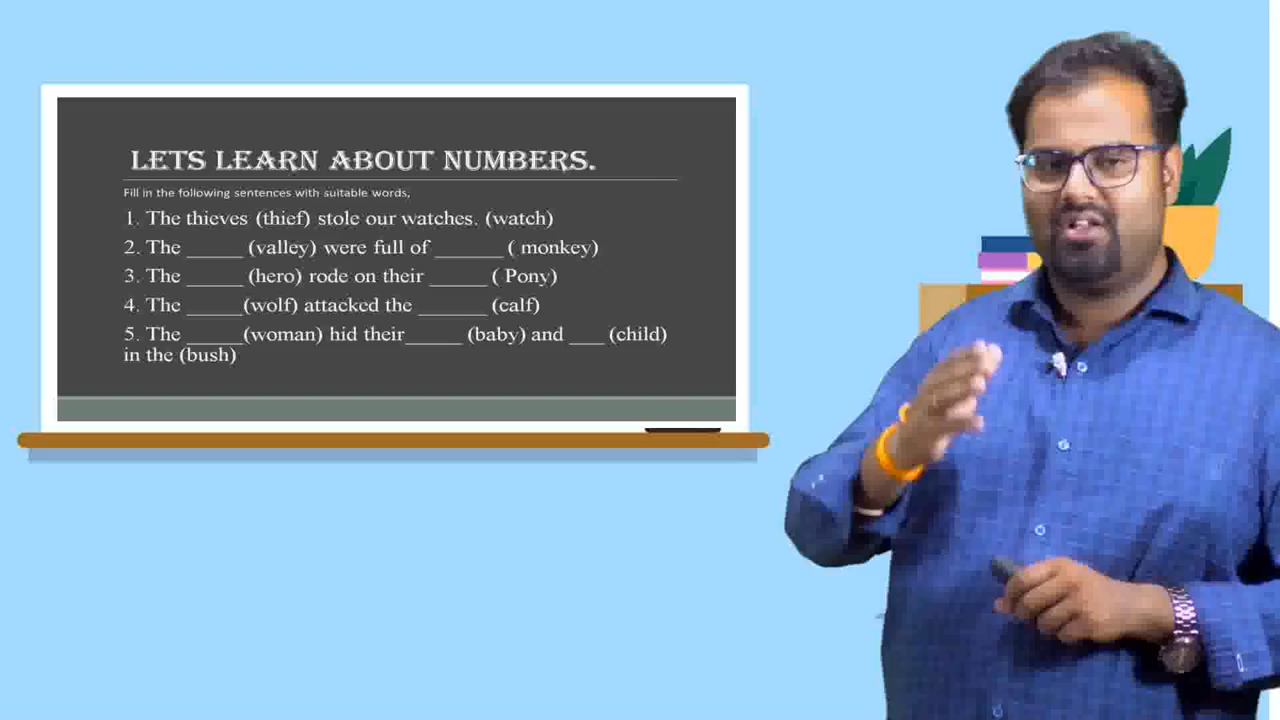 LETS LEARN ABOUT NUMBERS.
Fill in the following sentences with suitable words,
1. The thieves (thief) stole our watches. (watch)
2. The ______ (valley) were full of _______ ( monkey)
3. The ______ (hero) rode on their ______ ( Pony)
4. The ______(wolf) attacked the _______ (calf)
5. The ______(woman) hid their______ (baby) and ____ (child)
in the (bush)